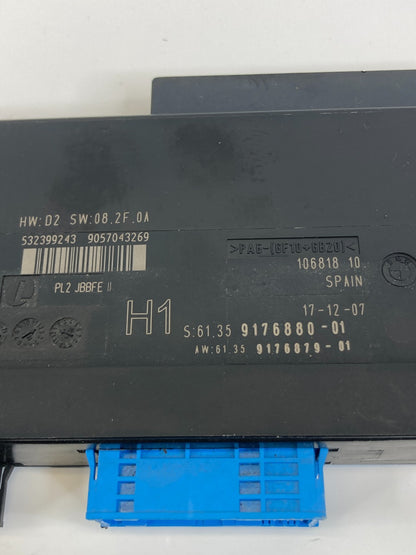 HW:D2 SW:08.2F.0A
532399243 9057043269
>PA6-(GF10+GB20)<
PL2 JBBFE II
106818 10
SPAIN
H1
17-12-07
S:61.35 9176880-01
AW:61.35 9176879-01